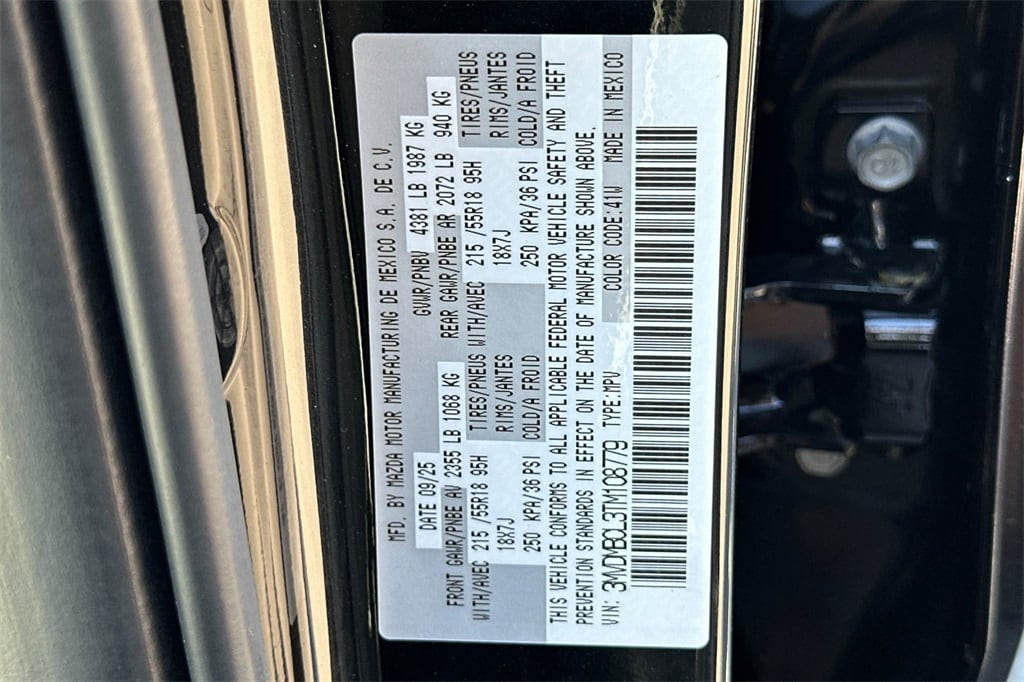 MFD. BY MAZDA MOTOR MANUFACTURING DE MEXICO S.A. DE C.V.
DATE 09/25 GVWR/PNBV 4381 LB 1987 KG
FRONT GAWR/PNBE AV 2355 LB 1068 KG REAR GAWR/PNBE AR 2072 LB 940 KG
WITH/AVEC 215 /55R18 95H TIRES/PNEUS WITH/AVEC 215 /55R18 95H TIRES/PNEUS
18X7J RIMS/JANTES 18X7J RIMS/JANTES
250 KPA/36 PSI COLD/A FROID 250 KPA/36 PSI COLD/A FROID
THIS VEHICLE CONFORMS TO ALL APPLICABLE FEDERAL MOTOR VEHICLE SAFETY AND THEFT
PREVENTION STANDARDS IN EFFECT ON THE DATE OF MANUFACTURE SHOWN ABOVE.
VIN: 3MVDMBCL3TM108779 TYPE:MPV COLOR CODE:41W MADE IN MEXICO